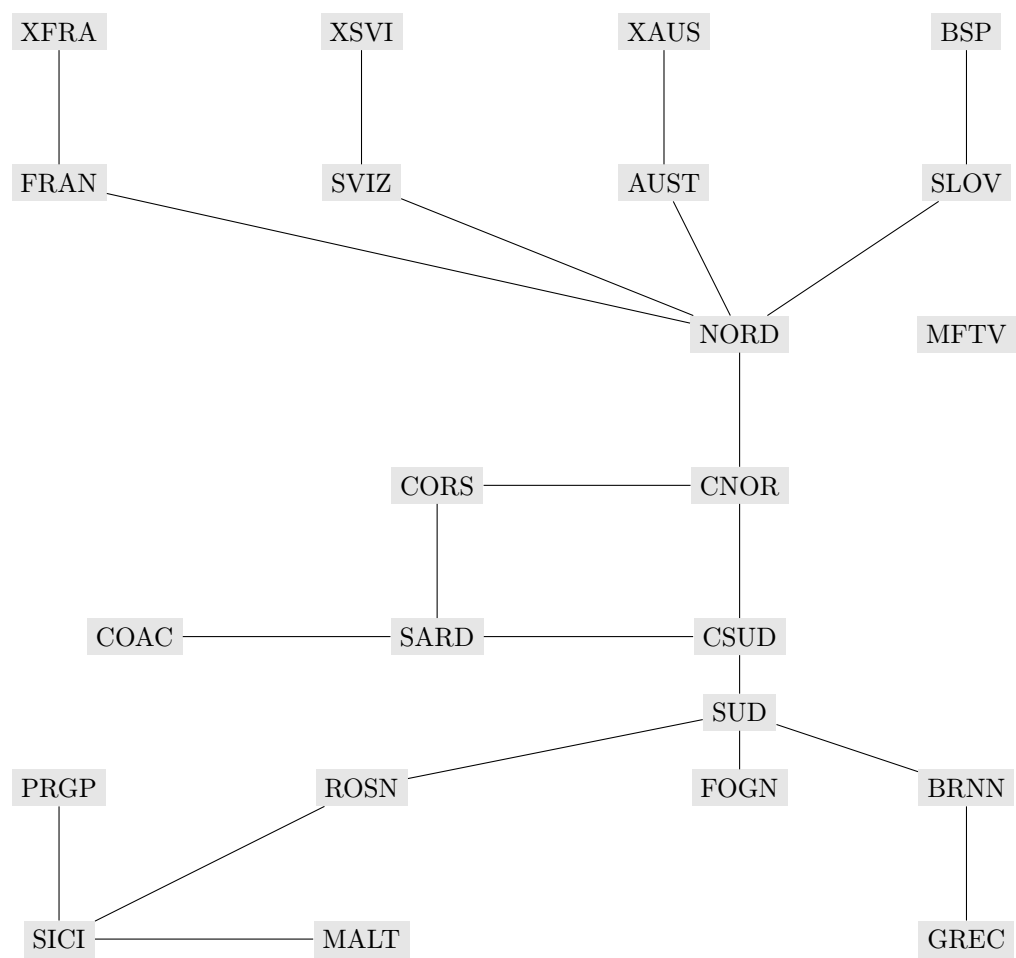 XFRA XSVI XAUS BSP
FRAN SVIZ AUST SLOV
NORD MFTV
CORS CNOR
COAC SARD CSUD
SUD
PRGP ROSN FOGN BRNN
SICI MALT GREC